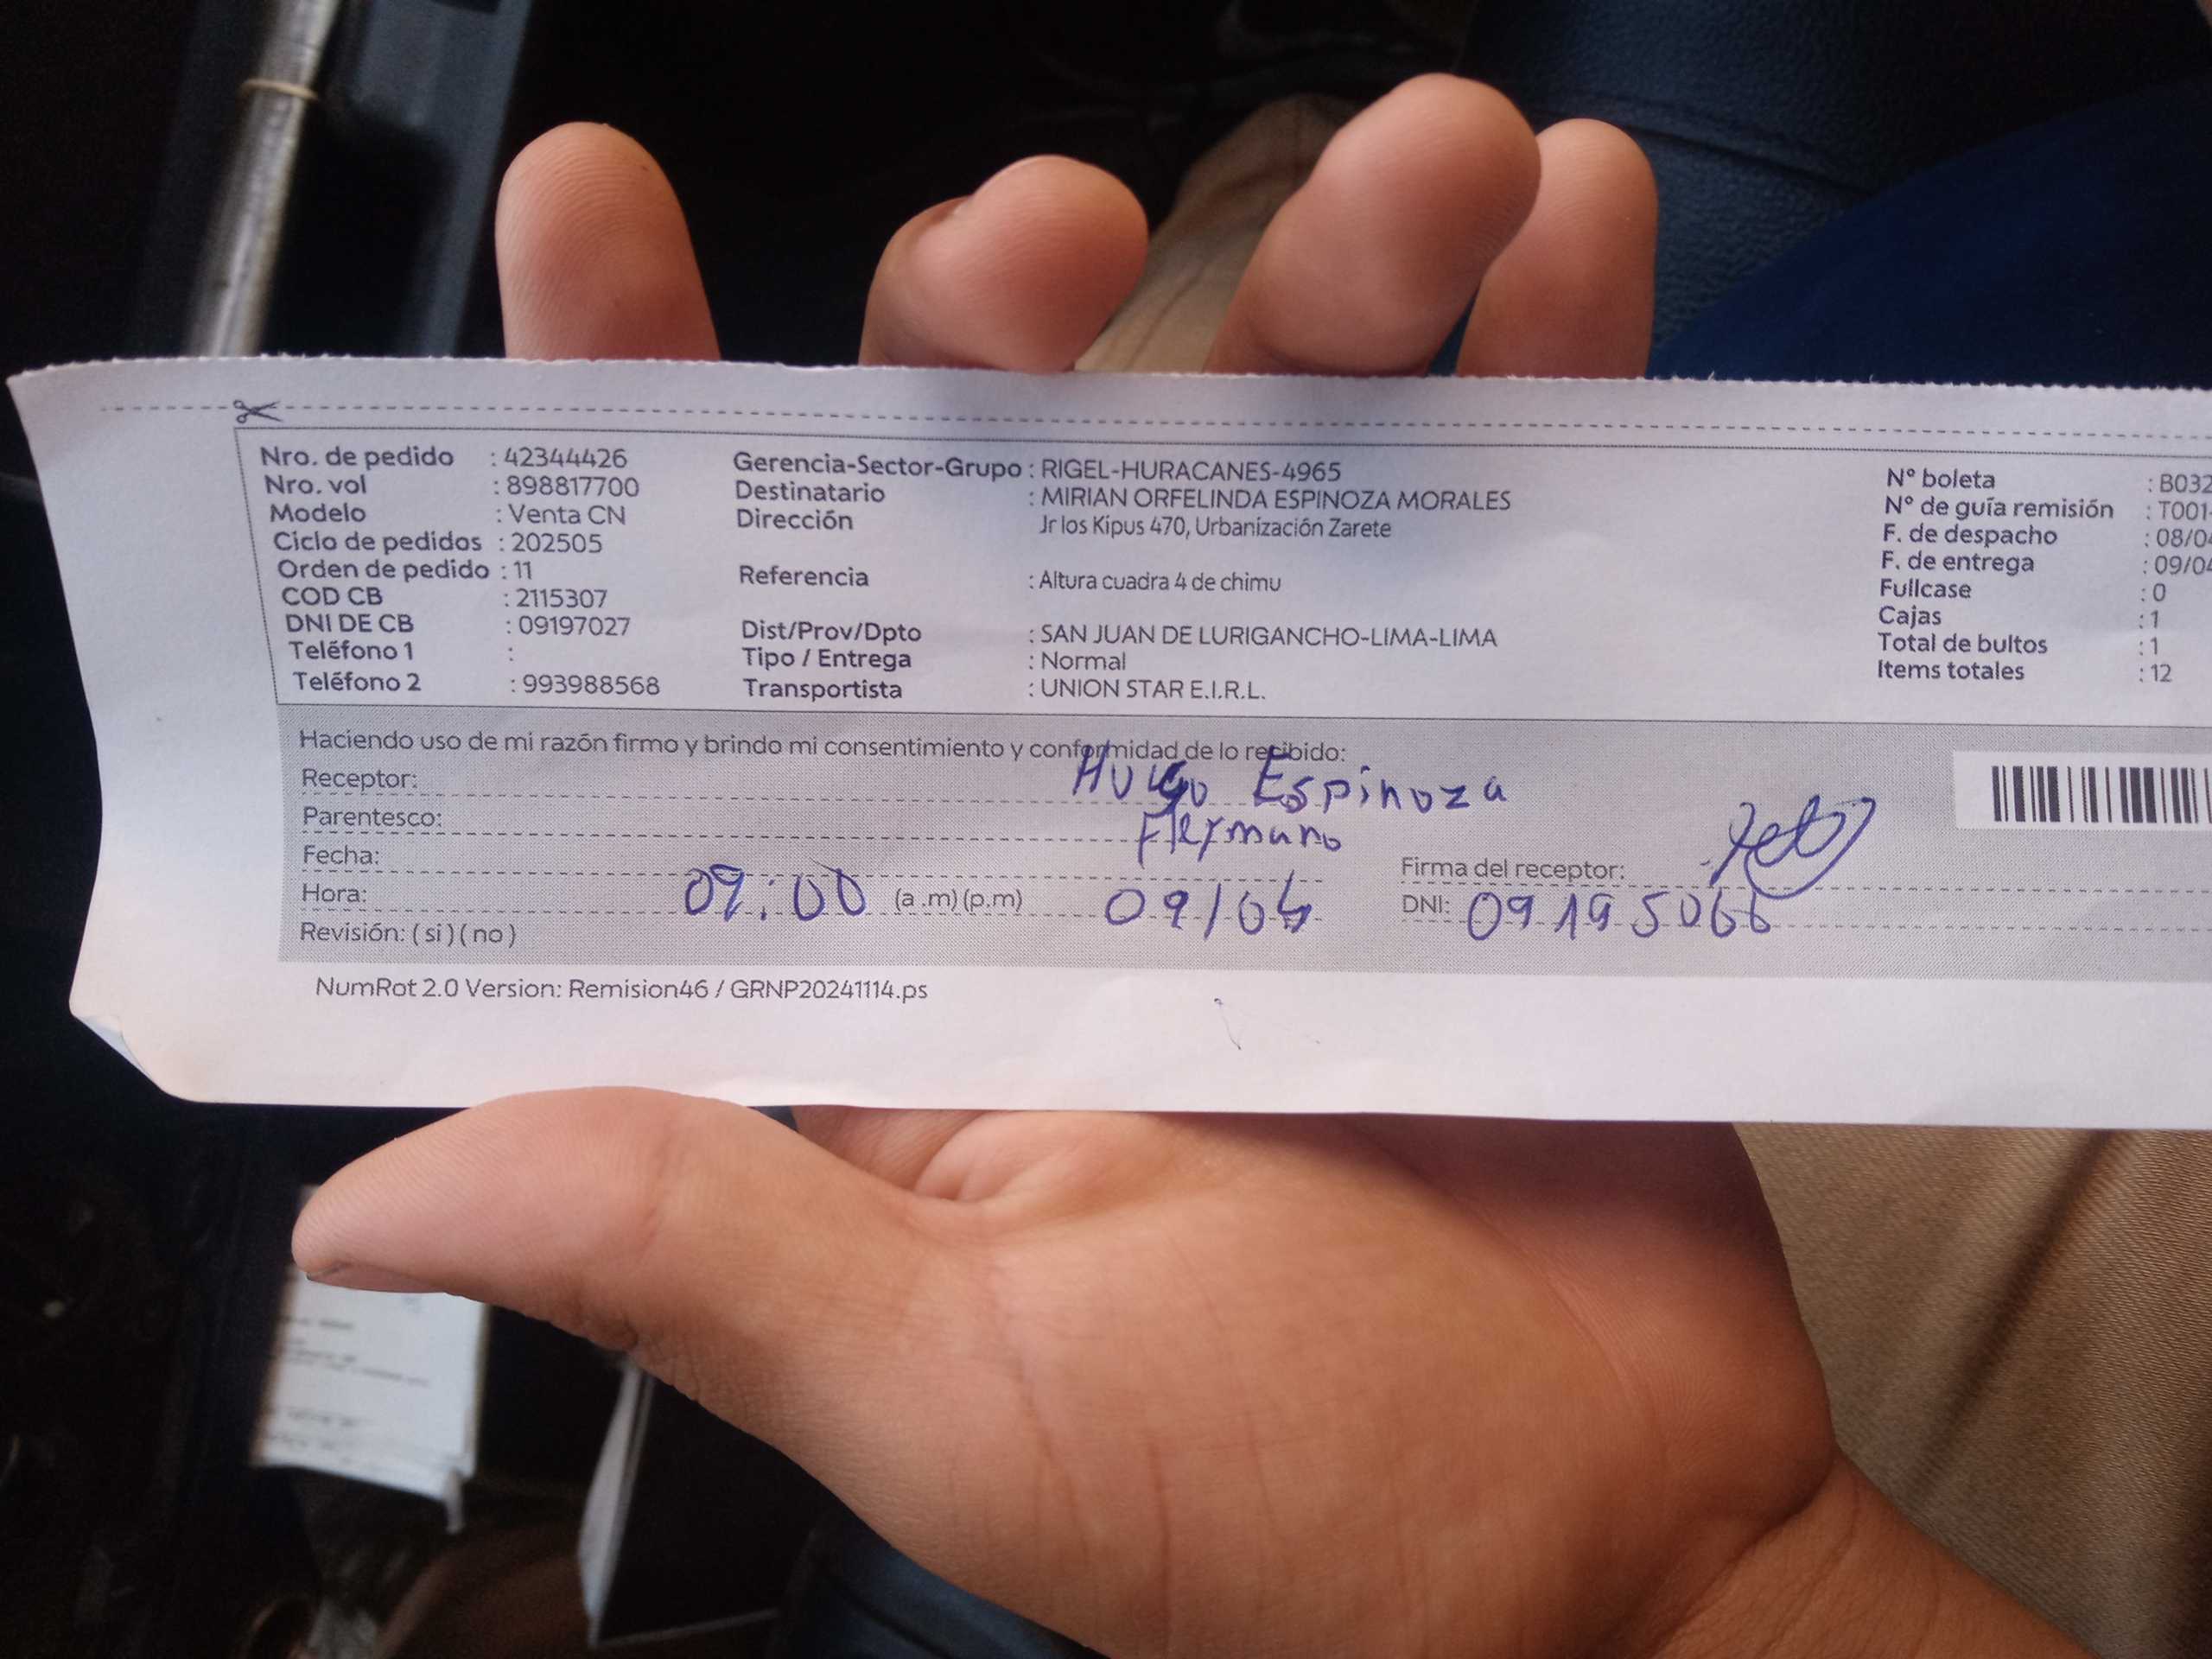 Nro. de pedido : 42344426
Nro. vol : 898817700
Modelo : Venta CN
Ciclo de pedidos : 202505
Orden de pedido : 11
COD CB : 2115307
DNI DE CB : 09197027
Teléfono 1 :
Teléfono 2 : 993988568
Gerencia-Sector-Grupo : RIGEL-HURACANES-4965
Destinatario : MIRIAN ORFELINDA ESPINOZA MORALES
Dirección Jr los Kipus 470, Urbanización Zarete
Referencia : Altura cuadra 4 de chimu
Dist/Prov/Dpto : SAN JUAN DE LURIGANCHO-LIMA-LIMA
Tipo / Entrega : Normal
Transportista : UNION STAR E.I.R.L.
N° boleta : B032
N° de guía remisión : T001-
F. de despacho : 08/04
F. de entrega : 09/04
Fullcase : 0
Cajas : 1
Total de bultos : 1
Items totales : 12
Haciendo uso de mi razón firmo y brindo mi consentimiento y conformidad de lo recibido:
Receptor: Hugo Espinoza
Parentesco: Hermano
Fecha:
Hora: 09:00 (a.m)(p.m) 09/04
Revisión: (si)(no)
Firma del receptor:
DNI: 09195066
NumRot 2.0 Version: Remision46 / GRNP20241114.ps